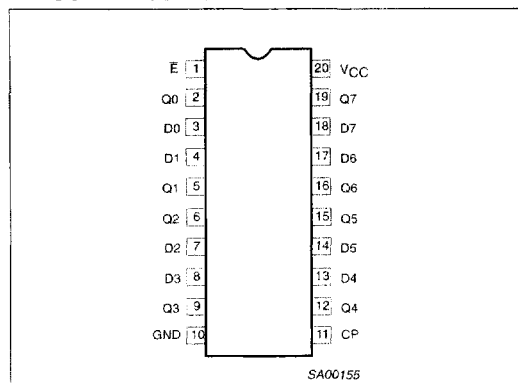 E̅ 1 20 VCC
Q0 2 19 Q7
D0 3 18 D7
D1 4 17 D6
Q1 5 16 Q6
Q2 6 15 Q5
D2 7 14 D5
D3 8 13 D4
Q3 9 12 Q4
GND 10 11 CP
SA00155